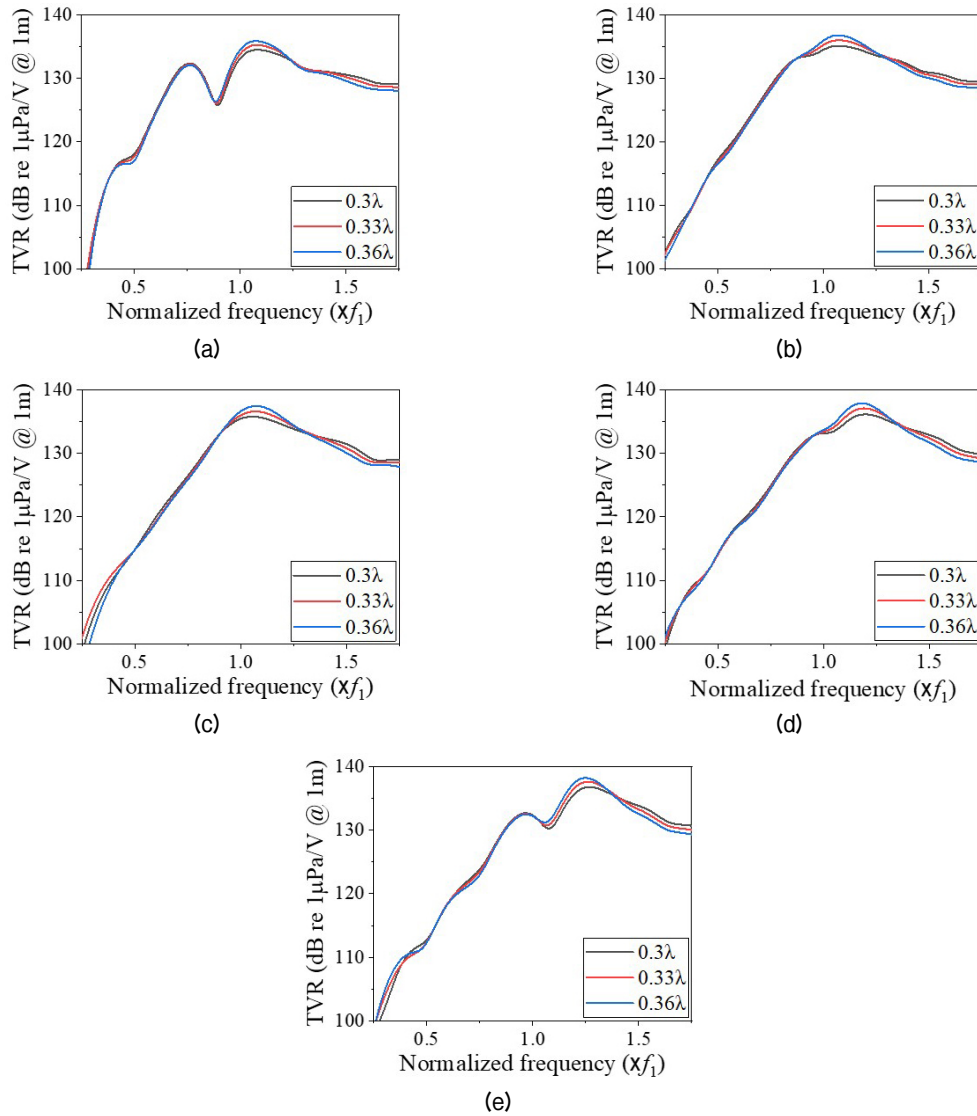 140
130
120
110
100
TVR (dB re 1μPa/V @ 1m)
0.3λ
0.33λ
0.36λ
0.5
1.0
1.5
Normalized frequency (xf₁)
(a)
140
130
120
110
100
TVR (dB re 1μPa/V @ 1m)
0.3λ
0.33λ
0.36λ
0.5
1.0
1.5
Normalized frequency (xf₁)
(b)
140
130
120
110
100
TVR (dB re 1μPa/V @ 1m)
0.3λ
0.33λ
0.36λ
0.5
1.0
1.5
Normalized frequency (xf₁)
(c)
140
130
120
110
100
TVR (dB re 1μPa/V @ 1m)
0.3λ
0.33λ
0.36λ
0.5
1.0
1.5
Normalized frequency (xf₁)
(d)
140
130
120
110
100
TVR (dB re 1μPa/V @ 1m)
0.3λ
0.33λ
0.36λ
0.5
1.0
1.5
Normalized frequency (xf₁)
(e)